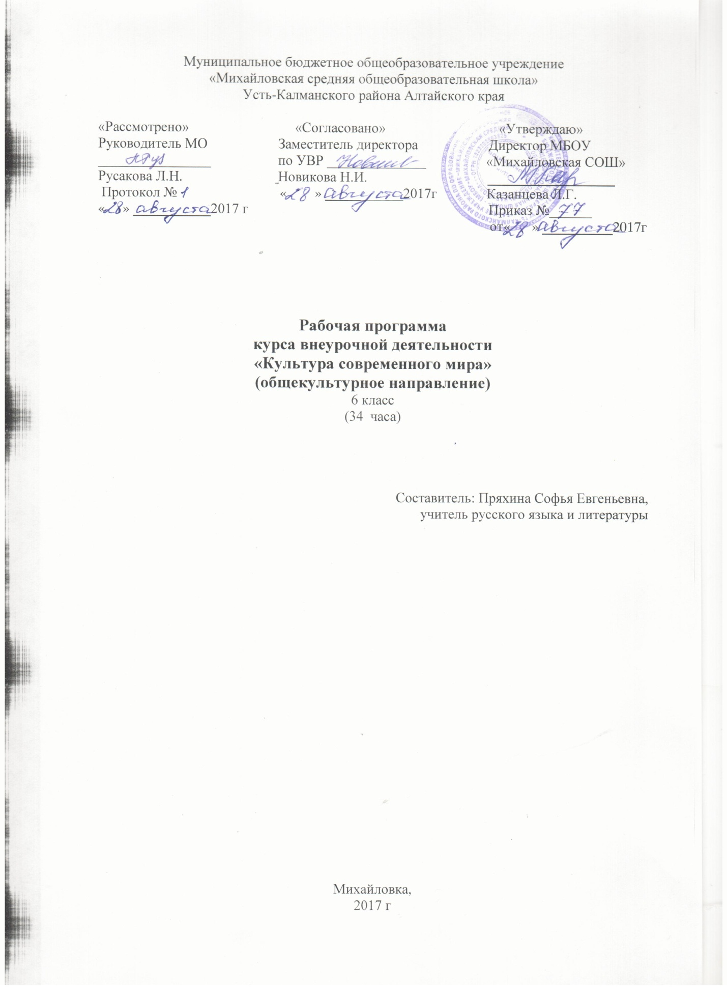 Муниципальное бюджетное общеобразовательное учреждение
«Михайловская средняя общеобразовательная школа»
Усть-Калманского района Алтайского края
«Рассмотрено»
Руководитель МО
Русакова Л.Н.
Протокол № 1
«28» августа 2017 г
«Согласовано»
Заместитель директора
по УВР
Новикова Н.И.
«28» августа 2017г
«Утверждаю»
Директор МБОУ
«Михайловская СОШ»
Казанцева Л.Г.
Приказ № 77
от«28» августа 2017г
Рабочая программа
курса внеурочной деятельности
«Культура современного мира»
(общекультурное направление)
6 класс
(34 часа)
Составитель: Пряхина Софья Евгеньевна,
учитель русского языка и литературы
Михайловка,
2017 г